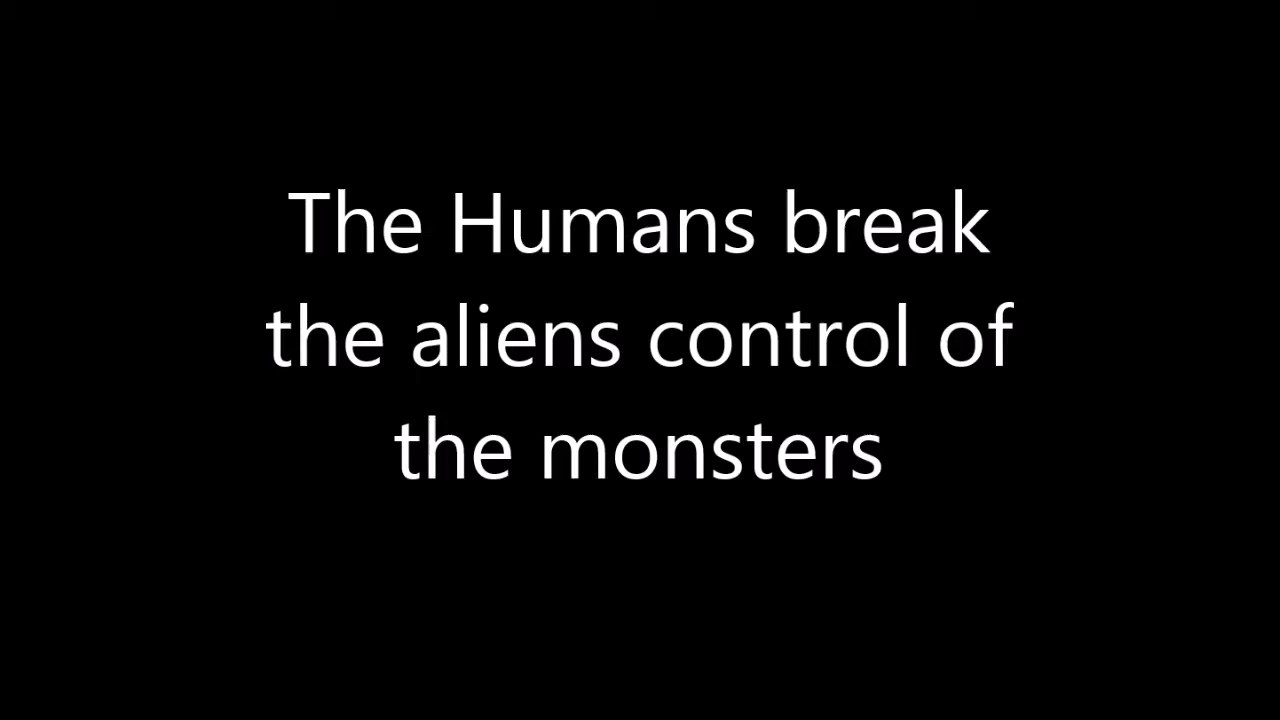 The Humans break
the aliens control of
the monsters